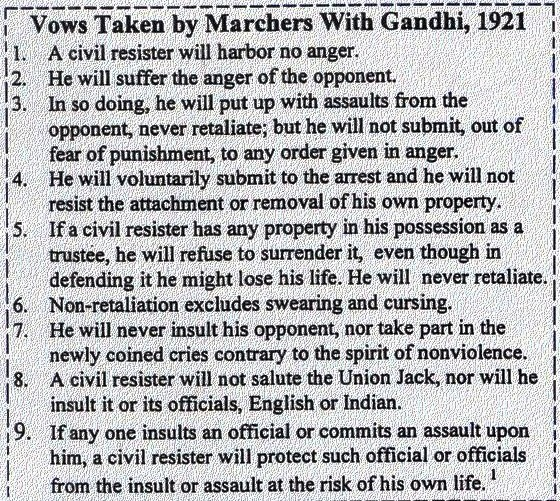 Vows Taken by Marchers With Gandhi, 1921
1. A civil resister will harbor no anger.
2. He will suffer the anger of the opponent.
3. In so doing, he will put up with assaults from the
opponent, never retaliate; but he will not submit, out of
fear of punishment, to any order given in anger.
4. He will voluntarily submit to the arrest and he will not
resist the attachment or removal of his own property.
5. If a civil resister has any property in his possession as a
trustee, he will refuse to surrender it, even though in
defending it he might lose his life. He will never retaliate.
6. Non-retaliation excludes swearing and cursing.
7. He will never insult his opponent, nor take part in the
newly coined cries contrary to the spirit of nonviolence.
8. A civil resister will not salute the Union Jack, nor will he
insult it or its officials, English or Indian.
9. If any one insults an official or commits an assault upon
him, a civil resister will protect such official or officials
from the insult or assault at the risk of his own life. 1